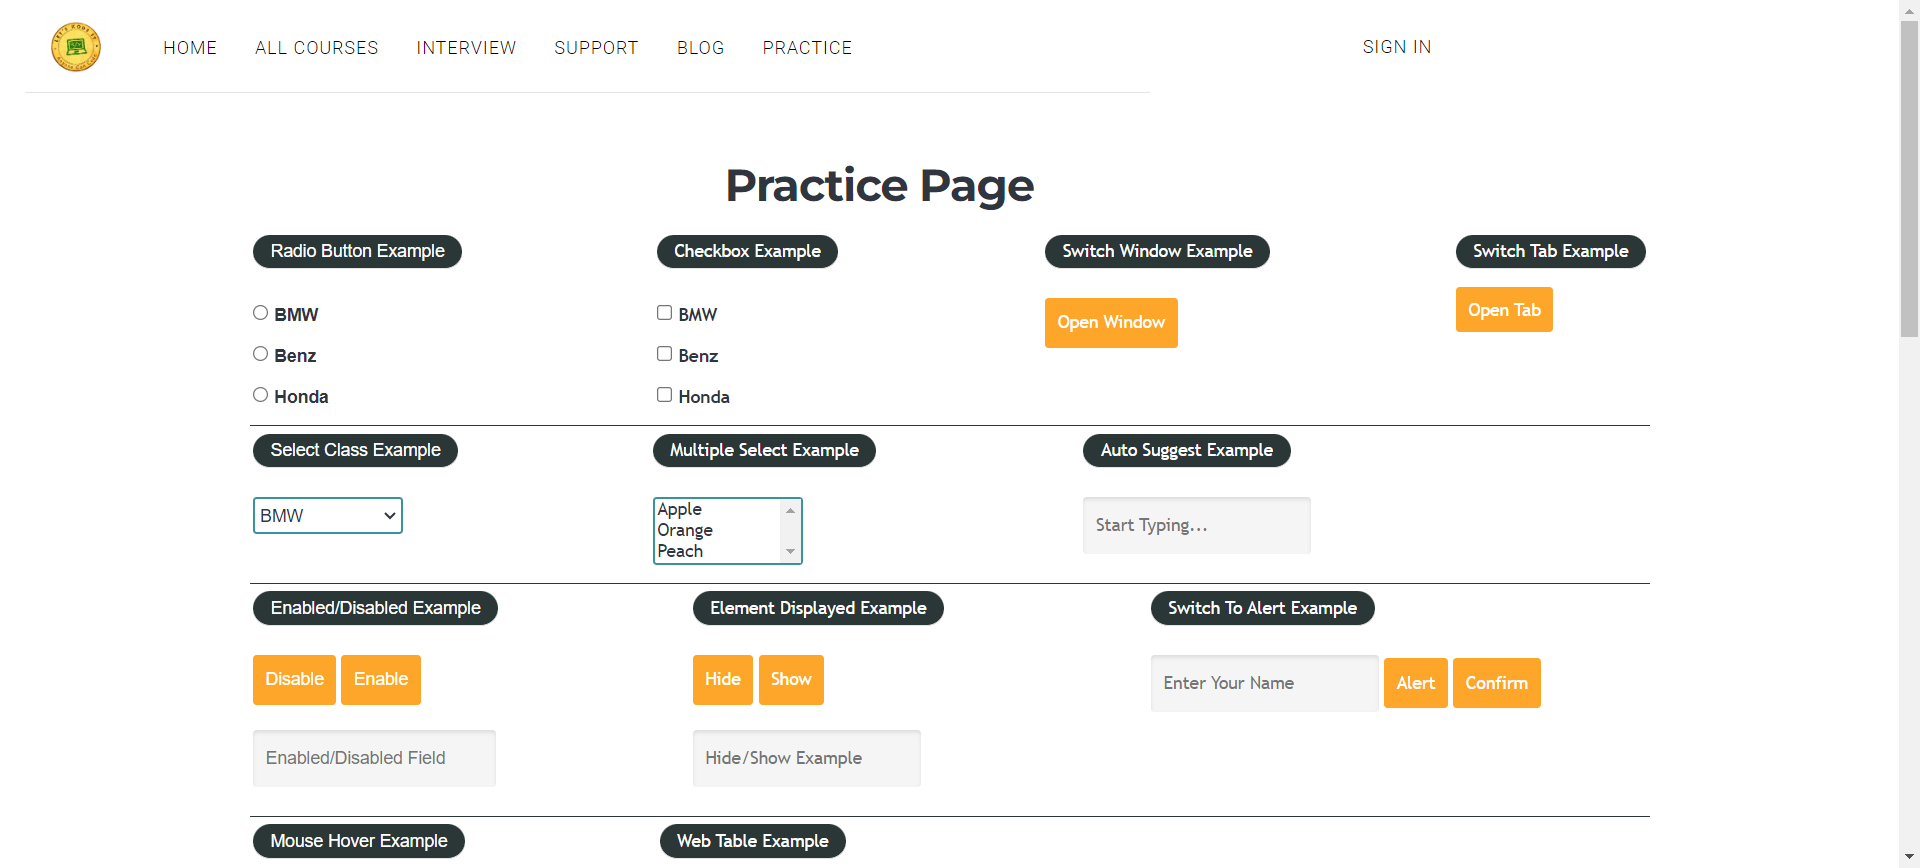 HOME ALL COURSES INTERVIEW SUPPORT BLOG PRACTICE SIGN IN
Practice Page
Radio Button Example Checkbox Example Switch Window Example Switch Tab Example
BMW BMW Open Window Open Tab
Benz Benz
Honda Honda
Select Class Example Multiple Select Example Auto Suggest Example
BMW Apple Start Typing...
Orange
Peach
Enabled/Disabled Example Element Displayed Example Switch To Alert Example
Disable Enable Hide Show Enter Your Name Alert Confirm
Enabled/Disabled Field Hide/Show Example
Mouse Hover Example Web Table Example